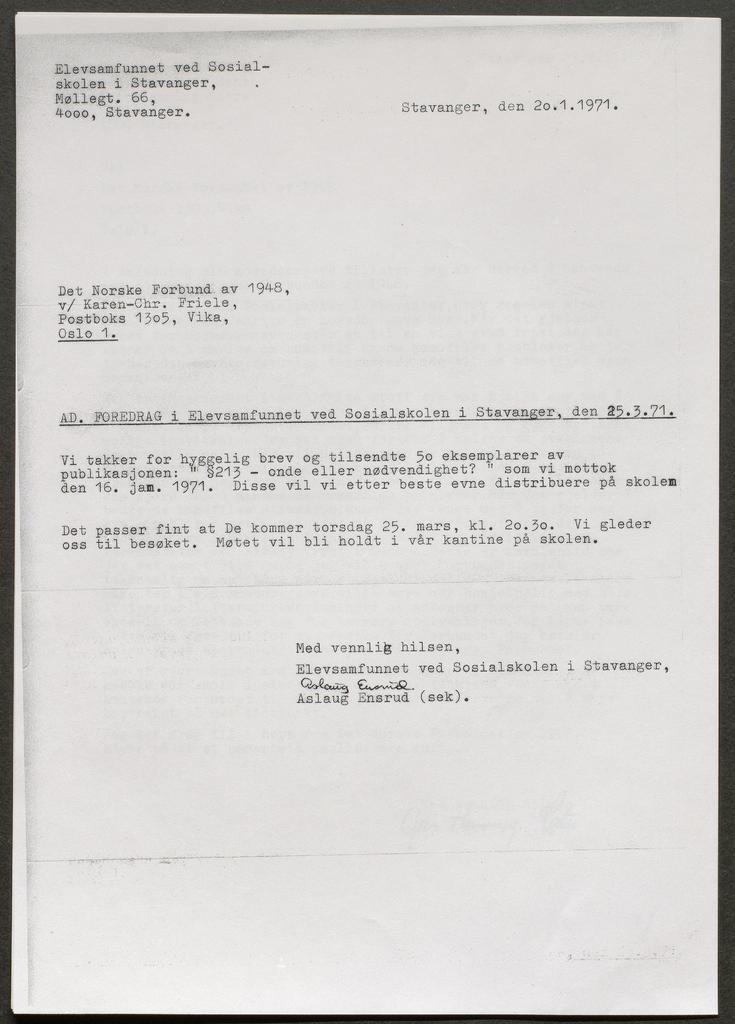 Elevsamfunnet ved Sosial-
skolen i Stavanger,
Møllegt. 66,
4ooo, Stavanger.
Stavanger, den 2o.1.1971.
Det Norske Forbund av 1948,
v/ Karen-Chr. Friele,
Postboks 13o5, Vika,
Oslo 1.
AD. FOREDRAG i Elevsamfunnet ved Sosialskolen i Stavanger, den 25.3.71.
Vi takker for hyggelig brev og tilsendte 5o eksemplarer av
publikasjonen: " §213 - onde eller nødvendighet? " som vi mottok
den 16. jam. 1971. Disse vil vi etter beste evne distribuere på skolen
Det passer fint at De kommer torsdag 25. mars, kl. 2o.3o. Vi gleder
oss til besøket. Møtet vil bli holdt i vår kantine på skolen.
Med vennlig hilsen,
Elevsamfunnet ved Sosialskolen i Stavanger,
Aslaug Ensrud.
Aslaug Ensrud (sek).